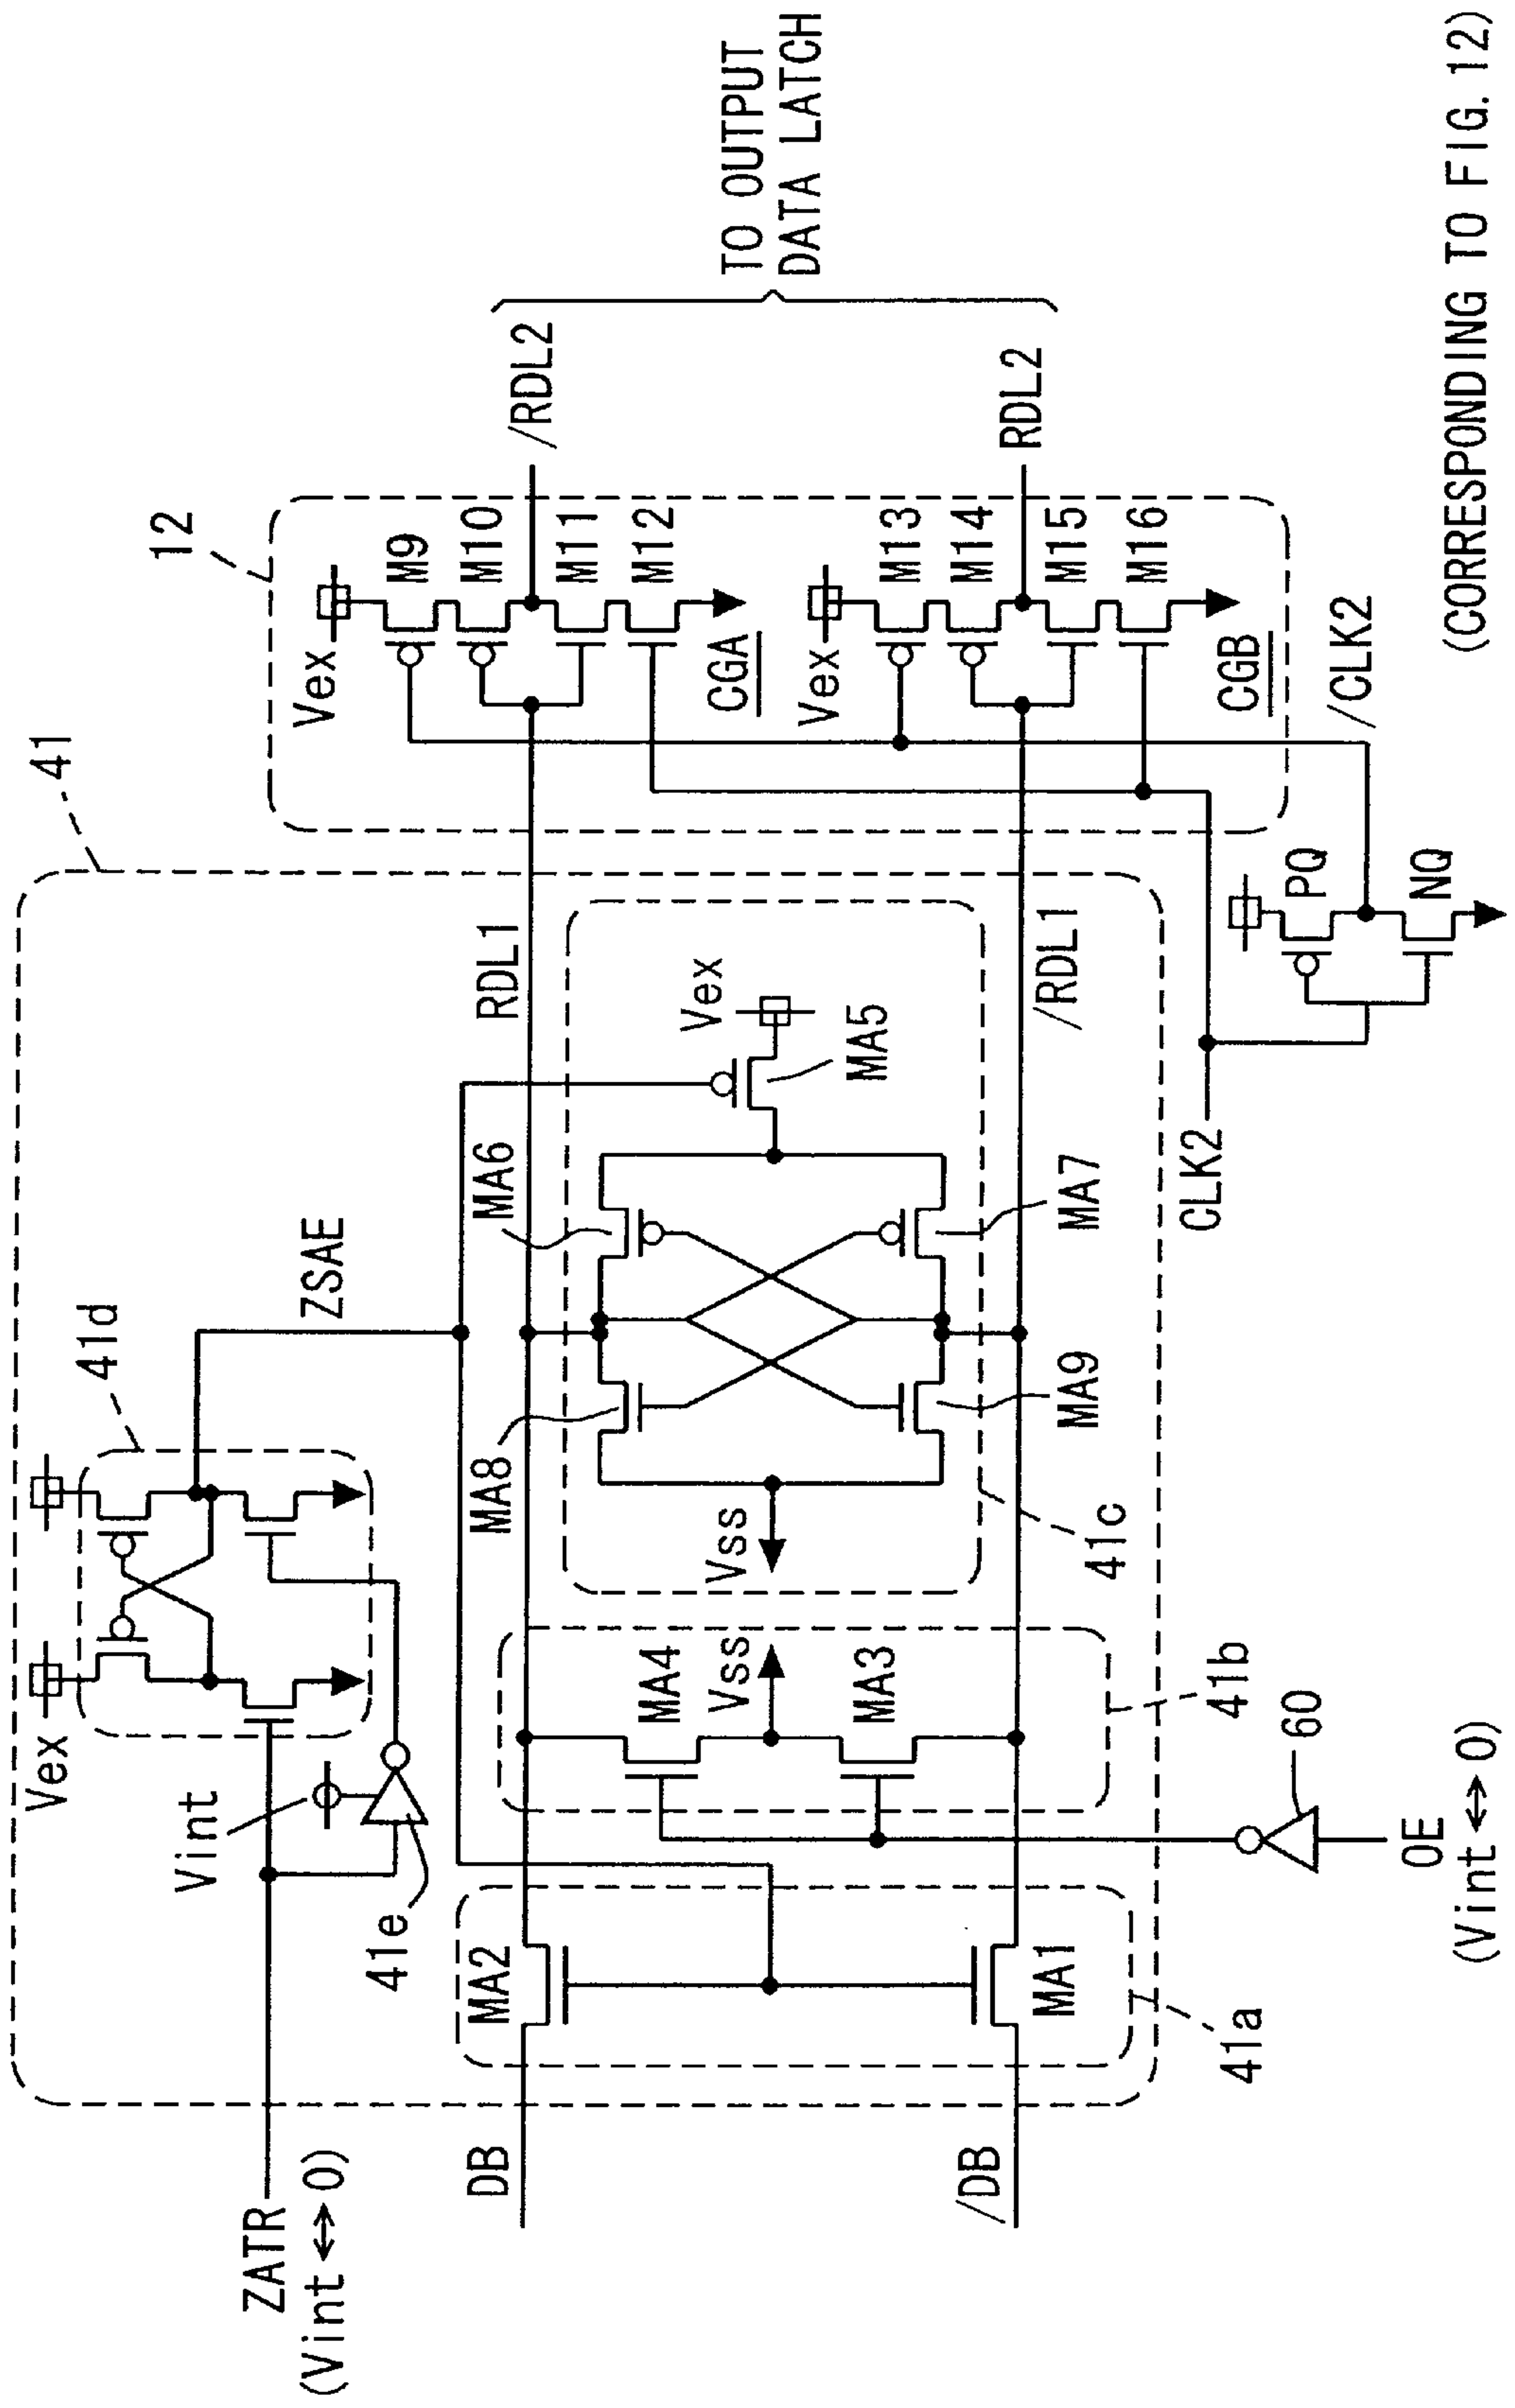 41
Vex
41d
ZSAE
Vint
41e
ZATR
(Vint↔0)
DB
/DB
MA2
MA1
41a
MA4
Vss
MA3
41b
60
OE
(Vint↔0)
MA8
MA6
Vss
MA9
MA7
41c
Vex
MA5
RDL1
/RDL1
CLK2
PQ
NQ
/CLK2
12
Vex
M9
M10
M11
M12
CGA
Vex
M13
M14
M15
M16
CGB
/RDL2
RDL2
TO OUTPUT
DATA LATCH
(CORRESPONDING TO FIG. 12)